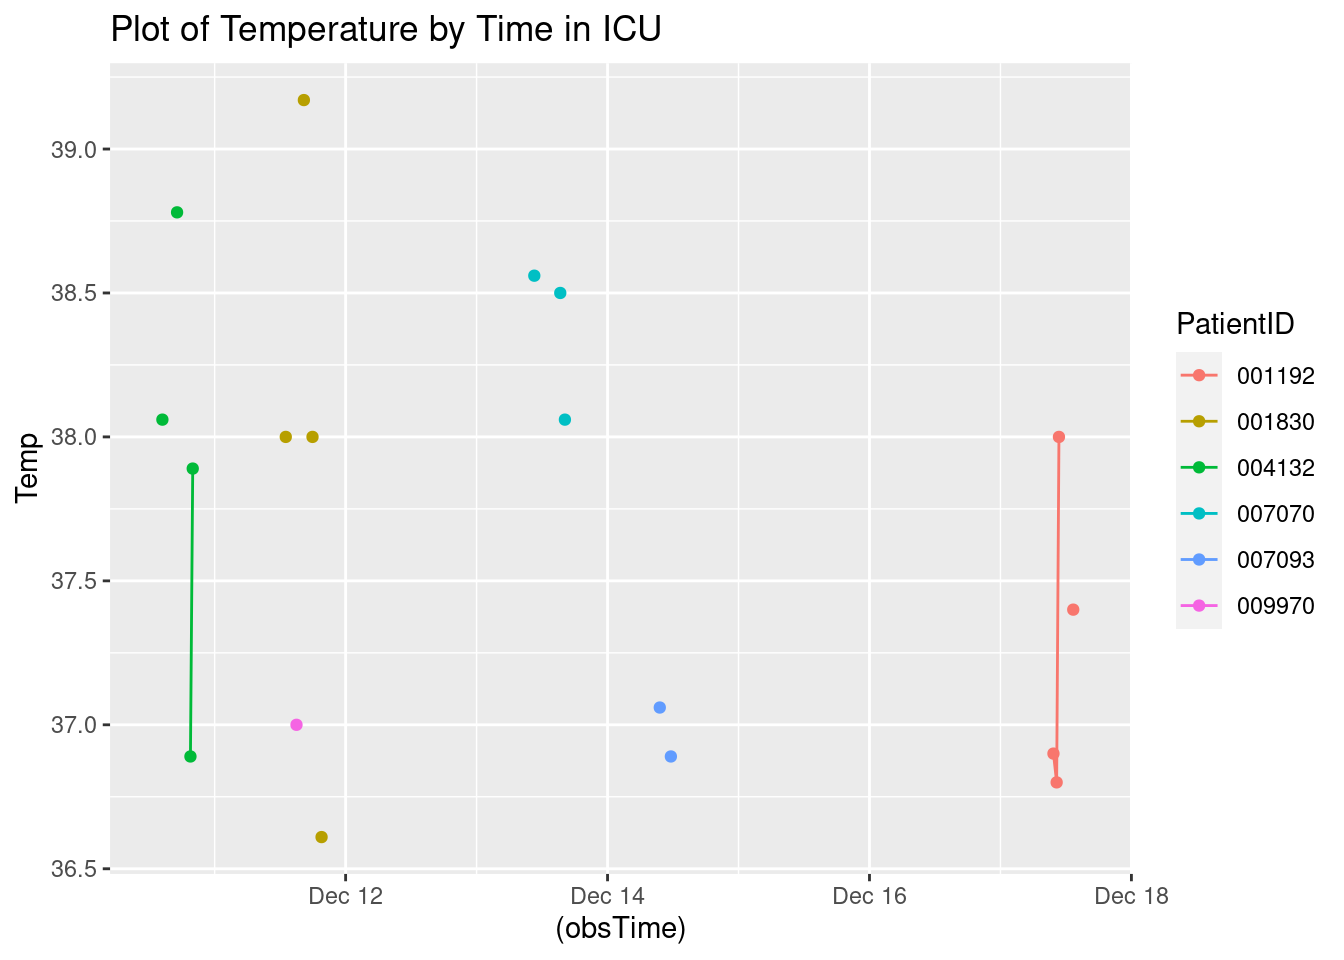 Plot of Temperature by Time in ICU
39.0
38.5
38.0
37.5
37.0
36.5
Temp
Dec 12
Dec 14
Dec 16
Dec 18
(obsTime)
PatientID
001192
001830
004132
007070
007093
009970